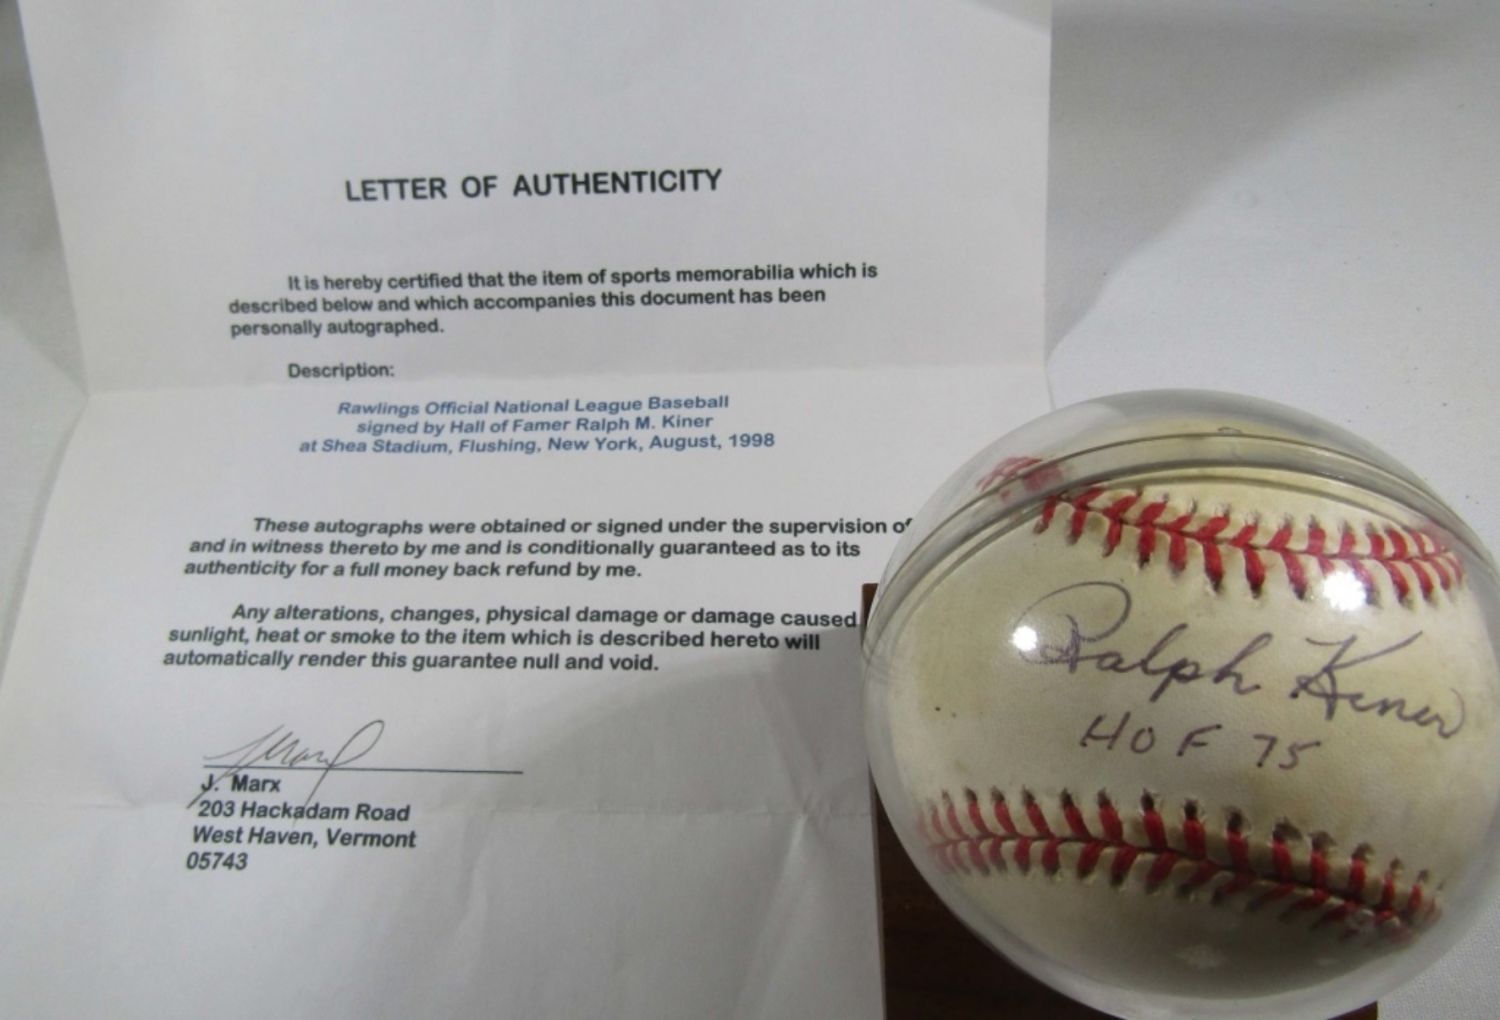 LETTER OF AUTHENTICITY
It is hereby certified that the item of sports memorabilia which is
described below and which accompanies this document has been
personally autographed.
Description:
Rawlings Official National League Baseball
signed by Hall of Famer Ralph M. Kiner
at Shea Stadium, Flushing, New York, August, 1998
These autographs were obtained or signed under the supervision of
and in witness thereto by me and is conditionally guaranteed as to its
authenticity for a full money back refund by me.
Any alterations, changes, physical damage or damage caused
sunlight, heat or smoke to the item which is described hereto will
automatically render this guarantee null and void.
J. Marx
203 Hackadam Road
West Haven, Vermont
05743
Ralph Kiner
HOF 75